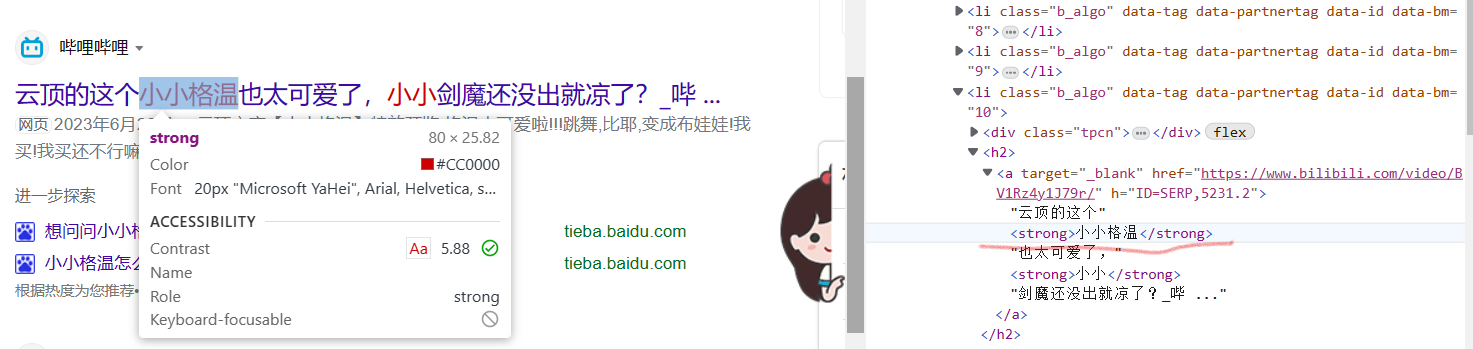 哔哩哔哩
云顶的这个小小格温也太可爱了，小小剑魔还没出就凉了？_哔 ...
网页 2023年6月2
格温也可爱啦!!!跳舞,比耶,变成布娃娃!我
买!我买还不行嘛
进一步探索
想问问小小格
tieba.baidu.com
小小格温怎么
tieba.baidu.com
根据热度为您推荐•
strong
80 × 25.82
Color
#CC0000
Font
20px "Microsoft YaHei", Arial, Helvetica, s...
ACCESSIBILITY
Contrast
Aa
5.88
Name
Role
strong
Keyboard-focusable
<li class="b_algo" data-tag data-partnertag data-id data-bm=
"8"> ... </li>
<li class="b_algo" data-tag data-partnertag data-id data-bm=
"9"> ... </li>
<li class="b_algo" data-tag data-partnertag data-id data-bm=
"10">
<div class="tpcn"> ... </div> flex
<h2>
<a target="_blank" href="https://www.bilibili.com/video/B
V1Rz4y1J79r/" h="ID=SERP,5231.2">
"云顶的这个"
<strong>小小格温</strong>
"也太可爱了，"
<strong>小小</strong>
"剑魔还没出就凉了？_哔 ..."
</a>
</h2>